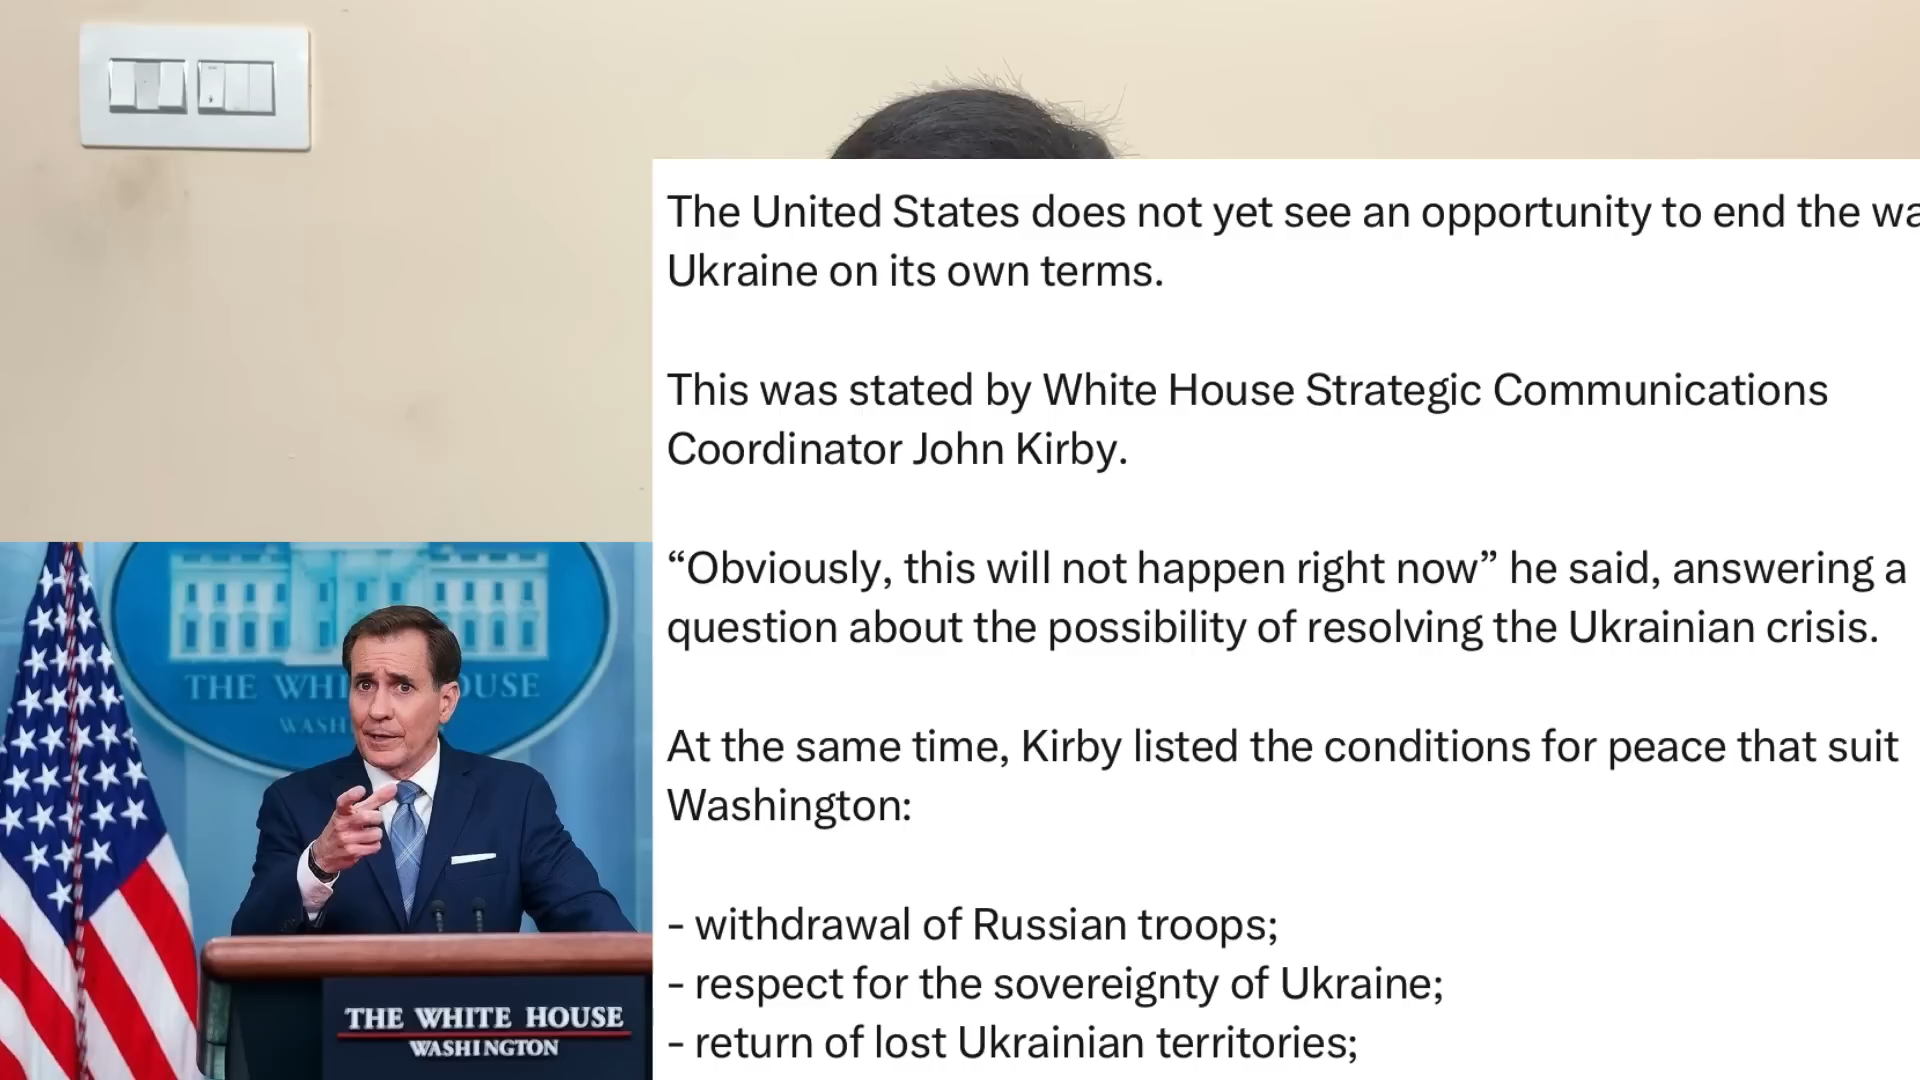 The United States does not yet see an opportunity to end the
Ukraine on its own terms.
This was stated by White House Strategic Communications
Coordinator John Kirby.
“Obviously, this will not happen right now” he said, answering a
question about the possibility of resolving the Ukrainian crisis.
At the same time, Kirby listed the conditions for peace that suit
Washington:
- withdrawal of Russian troops;
- respect for the sovereignty of Ukraine;
- return of lost Ukrainian territories;
THE WHITE HOUSE
WASHINGTON